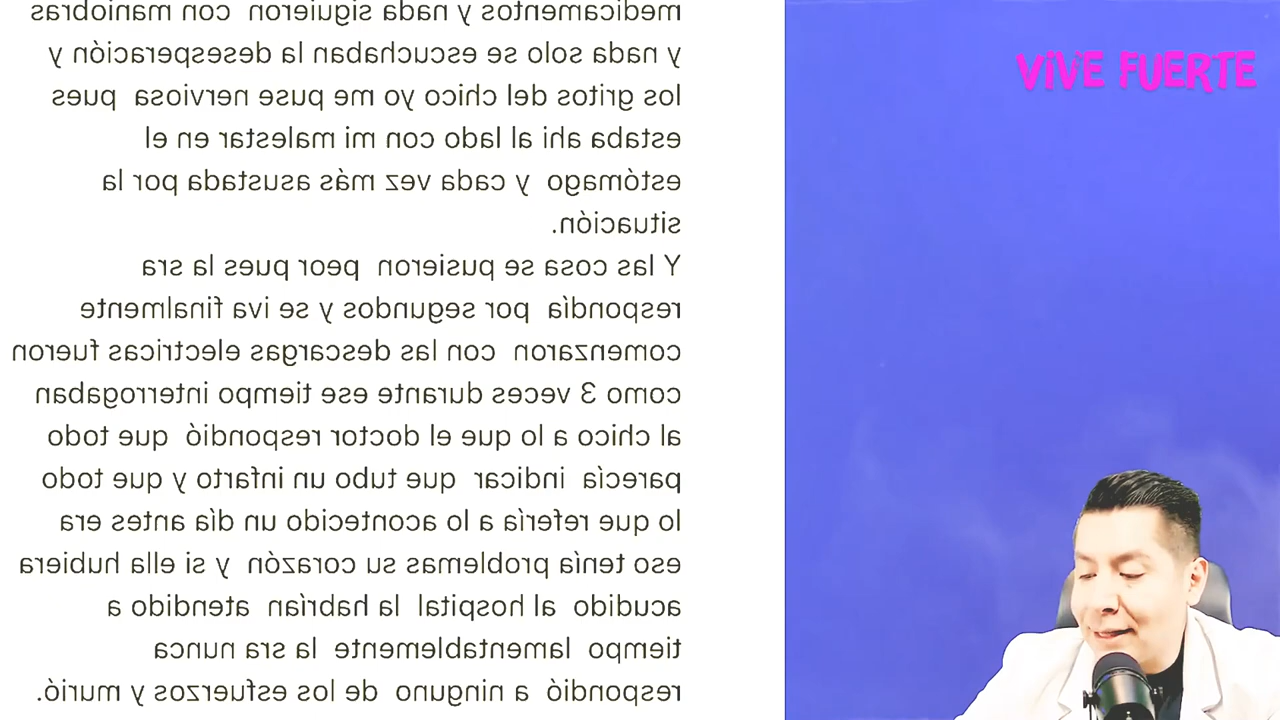 medicamentos y nada siguieron con maniobras
y nada solo se escuchaban la desesperación y
los gritos del chico yo me puse nerviosa pues
estaba ahi al lado con mi malestar en el
estómago y cada vez más asustada por la
situación.
Y las cosa se pusieron peor pues la sra
respondía por segundos y se iva finalmente
comenzaron con las descargas electricas fueron
como 3 veces durante ese tiempo interrogaban
al chico a lo que el doctor respondió que todo
parecía indicar que tubo un infarto y que todo
lo que refería a lo acontecido un día antes era
eso tenía problemas su corazón y si ella hubiera
acudido al hospital la habrían atendido a
tiempo lamentablemente la sra nunca
respondió a ninguno de los esfuerzos y murió.
VIVE FUERTE